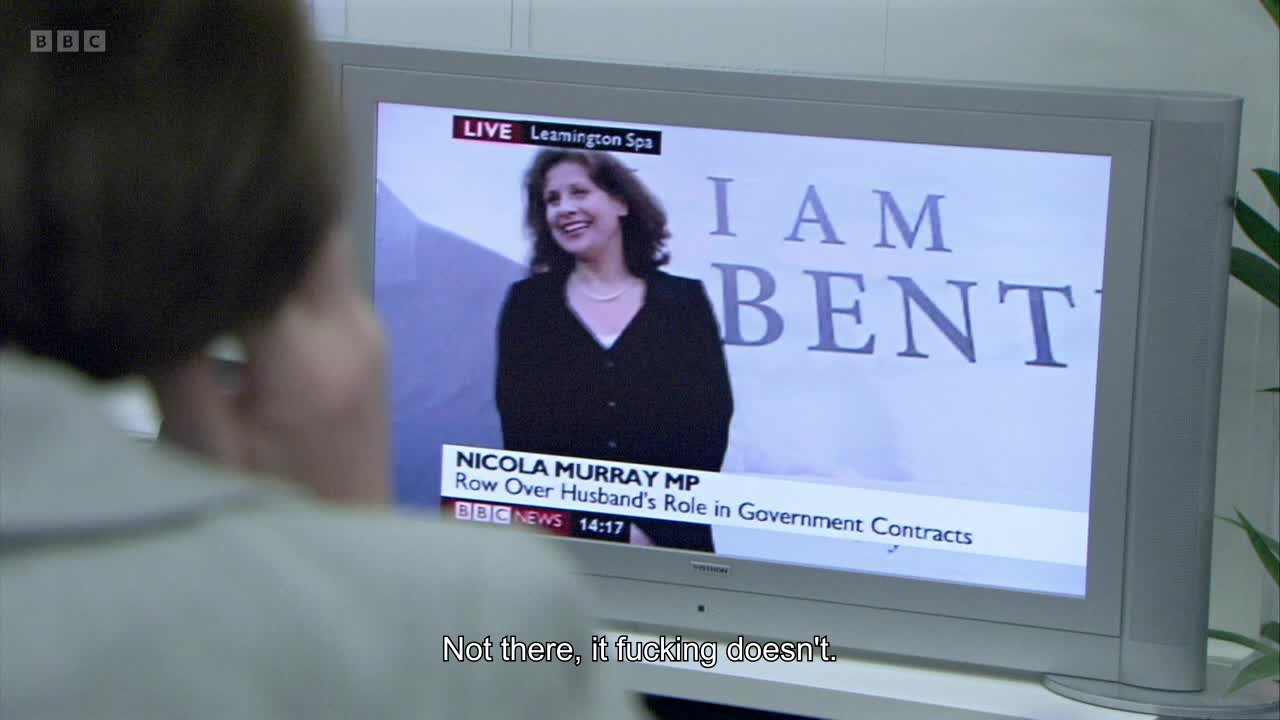 BBC
LIVE Leamington Spa
I AM
BENT
NICOLA MURRAY MP
Row Over Husband's Role in Government Contracts
BBC NEWS 14:17
Not there, it fucking doesn't.